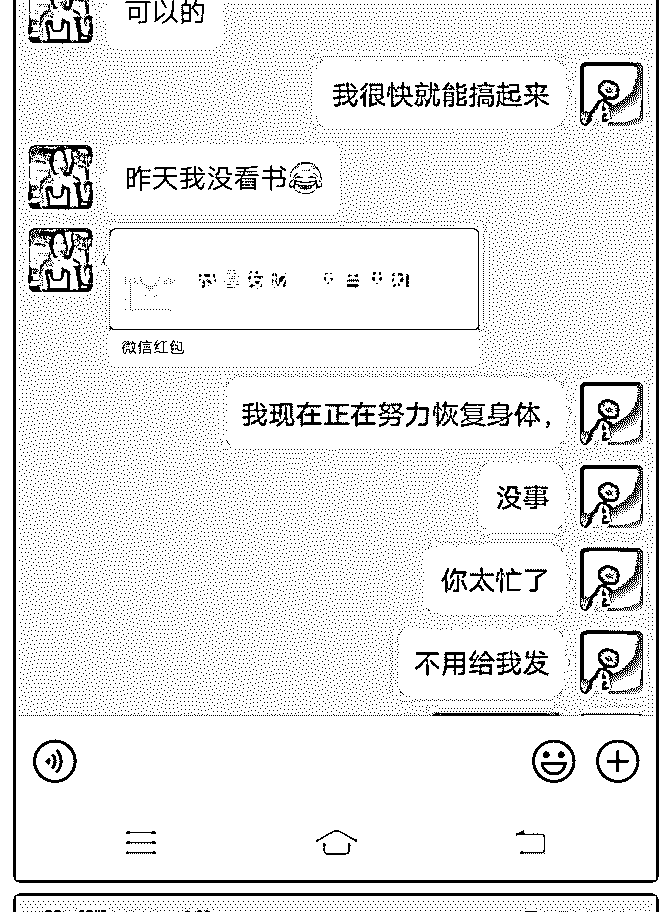 可以的
我很快就能搞起来
昨天我没看书😂
微信红包
我现在正在努力恢复身体，
没事
你太忙了
不用给我发